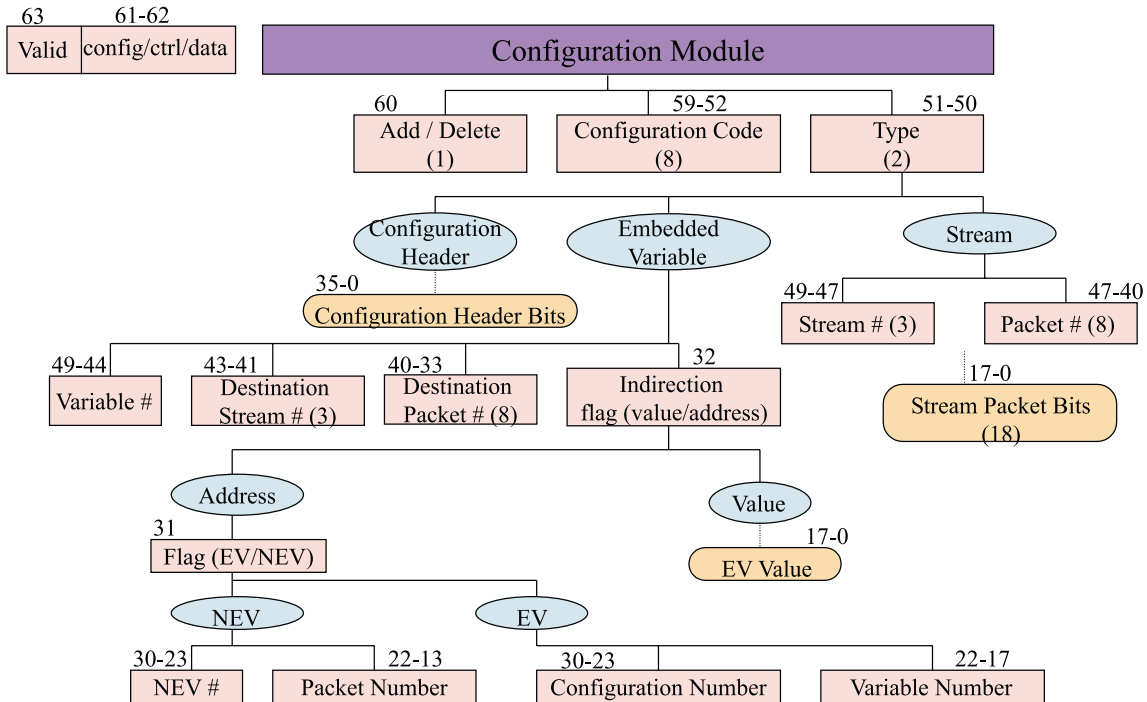 63
61-62
Valid
config/ctrl/data
Configuration Module
60
59-52
51-50
Add / Delete
(1)
Configuration Code
(8)
Type
(2)
Configuration
Header
Embedded
Variable
Stream
35-0
Configuration Header Bits
49-47
47-40
Stream # (3)
Packet # (8)
49-44
43-41
40-33
32
Variable #
Destination
Stream # (3)
Destination
Packet # (8)
Indirection
flag (value/address)
17-0
Stream Packet Bits
(18)
Address
Value
31
Flag (EV/NEV)
17-0
EV Value
NEV
EV
30-23
22-13
30-23
22-17
NEV #
Packet Number
Configuration Number
Variable Number